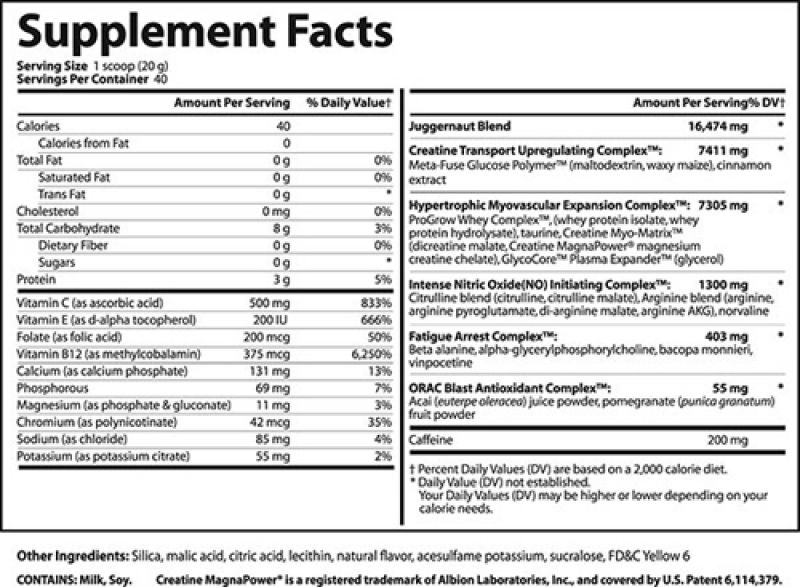 Supplement Facts
Serving Size 1 scoop (20 g)
Servings Per Container 40
Amount Per Serving % Daily Value†
Calories 40
Calories from Fat 0
Total Fat 0 g 0%
Saturated Fat 0 g 0%
Trans Fat 0 g *
Cholesterol 0 mg 0%
Total Carbohydrate 8 g 3%
Dietary Fiber 0 g 0%
Sugars 0 g *
Protein 3 g 5%
Vitamin C (as ascorbic acid) 500 mg 833%
Vitamin E (as d-alpha tocopherol) 200 IU 666%
Folate (as folic acid) 200 mcg 50%
Vitamin B12 (as methylcobalamin) 375 mcg 6,250%
Calcium (as calcium phosphate) 131 mg 13%
Phosphorous 69 mg 7%
Magnesium (as phosphate & gluconate) 11 mg 3%
Chromium (as polynicotinate) 42 mcg 35%
Sodium (as chloride) 85 mg 4%
Potassium (as potassium citrate) 55 mg 2%
Amount Per Serving% DV†
Juggernaut Blend 16,474 mg *
Creatine Transport Upregulating Complex™: 7411 mg *
Meta-Fuse Glucose Polymer™ (maltodextrin, waxy maize), cinnamon
extract
Hypertrophic Myovascular Expansion Complex™: 7305 mg *
ProGrow Whey Complex™, (whey protein isolate, whey
protein hydrolysate), taurine, Creatine Myo-Matrix™
(dicreatine malate, Creatine MagnaPower® magnesium
creatine chelate), GlycoCore™ Plasma Expander™ (glycerol)
Intense Nitric Oxide(NO) Initiating Complex™: 1300 mg *
Citrulline blend (citrulline, citrulline malate), Arginine blend (arginine,
arginine pyroglutamate, di-arginine malate, arginine AKG), norvaline
Fatigue Arrest Complex™: 403 mg *
Beta alanine, alpha-glycerylphosphorylcholine, bacopa monnieri,
vinpocetine
ORAC Blast Antioxidant Complex™: 55 mg *
Acai (euterpe oleracea) juice powder, pomegranate (punica granatum)
fruit powder
Caffeine 200 mg
† Percent Daily Values (DV) are based on a 2,000 calorie diet.
* Daily Value (DV) not established.
Your Daily Values (DV) may be higher or lower depending on your
calorie needs.
Other Ingredients: Silica, malic acid, citric acid, lecithin, natural flavor, acesulfame potassium, sucralose, FD&C Yellow 6
CONTAINS: Milk, Soy. Creatine MagnaPower® is a registered trademark of Albion Laboratories, Inc., and covered by U.S. Patent 6,114,379.